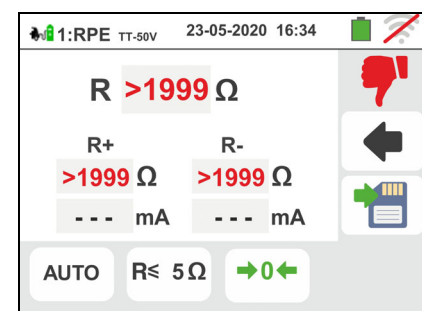 1:RPE TT-50V 23-05-2020 16:34
R >1999 Ω
R+ R-
>1999 Ω >1999 Ω
- - - mA - - - mA
AUTO R≤ 5Ω →0←